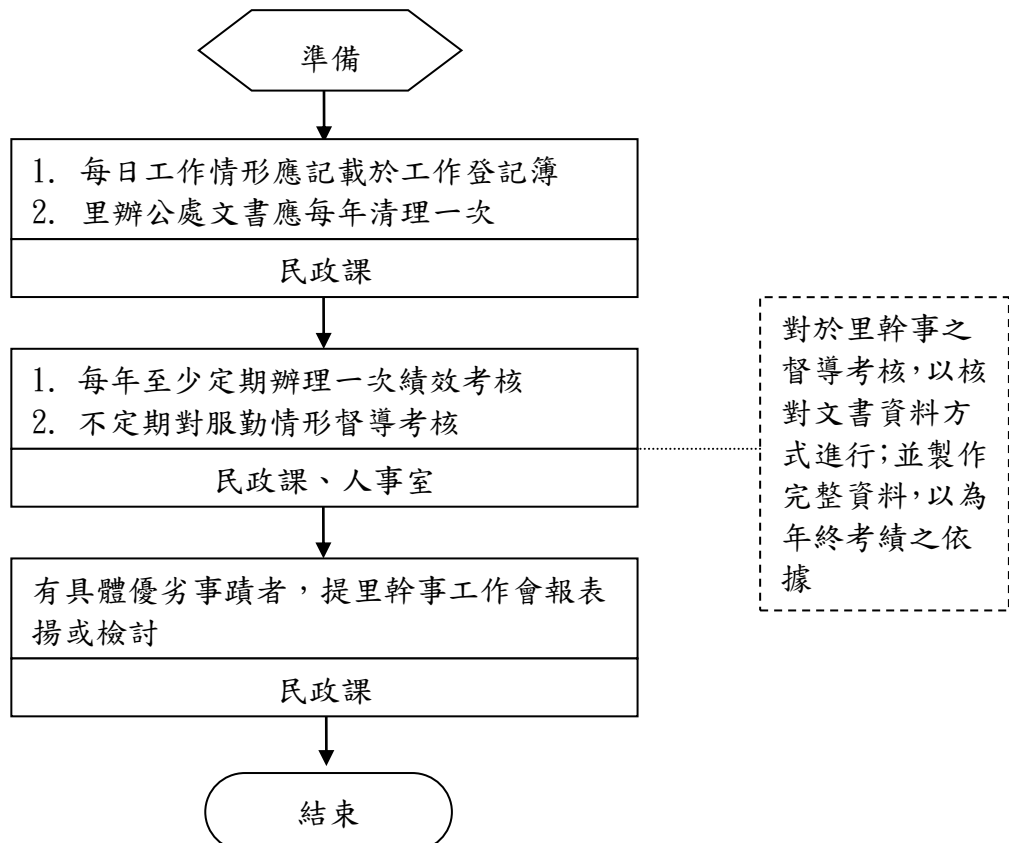 準備
1. 每日工作情形應記載於工作登記簿
2. 里辦公處文書應每年清理一次
民政課
1. 每年至少定期辦理一次績效考核
2. 不定期對服勤情形督導考核
民政課、人事室
對於里幹事之
督導考核,以核
對文書資料方
式進行;並製作
完整資料,以為
年終考績之依
據
有具體優劣事蹟者，提里幹事工作會報表
揚或檢討
民政課
結束